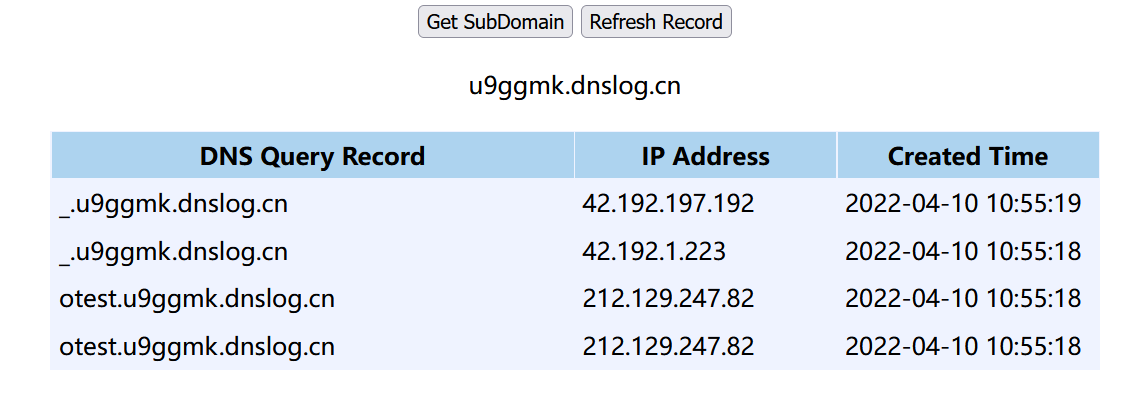 Get SubDomain Refresh Record
u9ggmk.dnslog.cn
DNS Query Record IP Address Created Time
_.u9ggmk.dnslog.cn 42.192.197.192 2022-04-10 10:55:19
_.u9ggmk.dnslog.cn 42.192.1.223 2022-04-10 10:55:18
otest.u9ggmk.dnslog.cn 212.129.247.82 2022-04-10 10:55:18
otest.u9ggmk.dnslog.cn 212.129.247.82 2022-04-10 10:55:18